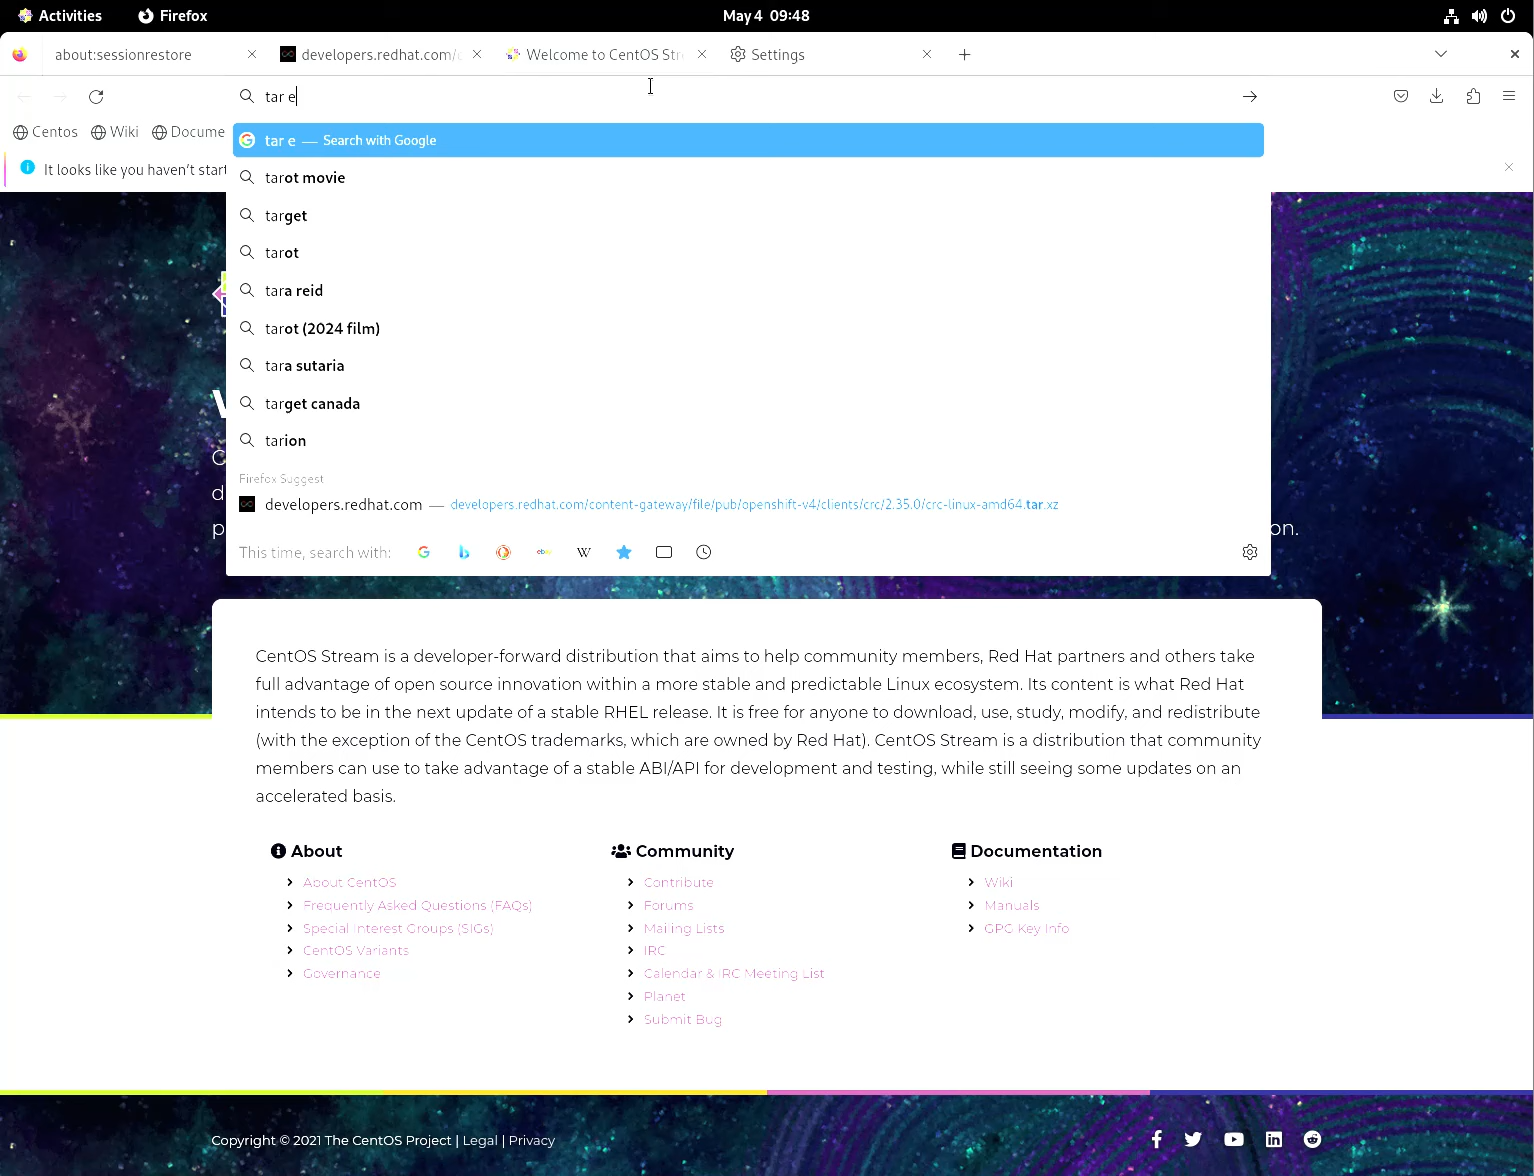 Activities Firefox May 4 09:48
about:sessionrestore developers.redhat.com/ Welcome to CentOS Stre Settings
tar e
Centos Wiki Docume
tar e — Search with Google
It looks like you haven't start
tarot movie
target
tarot
tara reid
tarot (2024 film)
tara sutaria
target canada
tarion
Firefox Suggest
developers.redhat.com — developers.redhat.com/content-gateway/file/pub/openshift-v4/clients/crc/2.35.0/crc-linux-amd64.tar.xz
on.
This time, search with:
CentOS Stream is a developer-forward distribution that aims to help community members, Red Hat partners and others take
full advantage of open source innovation within a more stable and predictable Linux ecosystem. Its content is what Red Hat
intends to be in the next update of a stable RHEL release. It is free for anyone to download, use, study, modify, and redistribute
(with the exception of the CentOS trademarks, which are owned by Red Hat). CentOS Stream is a distribution that community
members can use to take advantage of a stable ABI/API for development and testing, while still seeing some updates on an
accelerated basis.
About
About CentOS
Frequently Asked Questions (FAQs)
Special Interest Groups (SIGs)
CentOS Variants
Governance
Community
Contribute
Forums
Mailing Lists
IRC
Calendar & IRC Meeting List
Planet
Submit Bug
Documentation
Wiki
Manuals
GPG Key Info
Copyright © 2021 The CentOS Project | Legal | Privacy